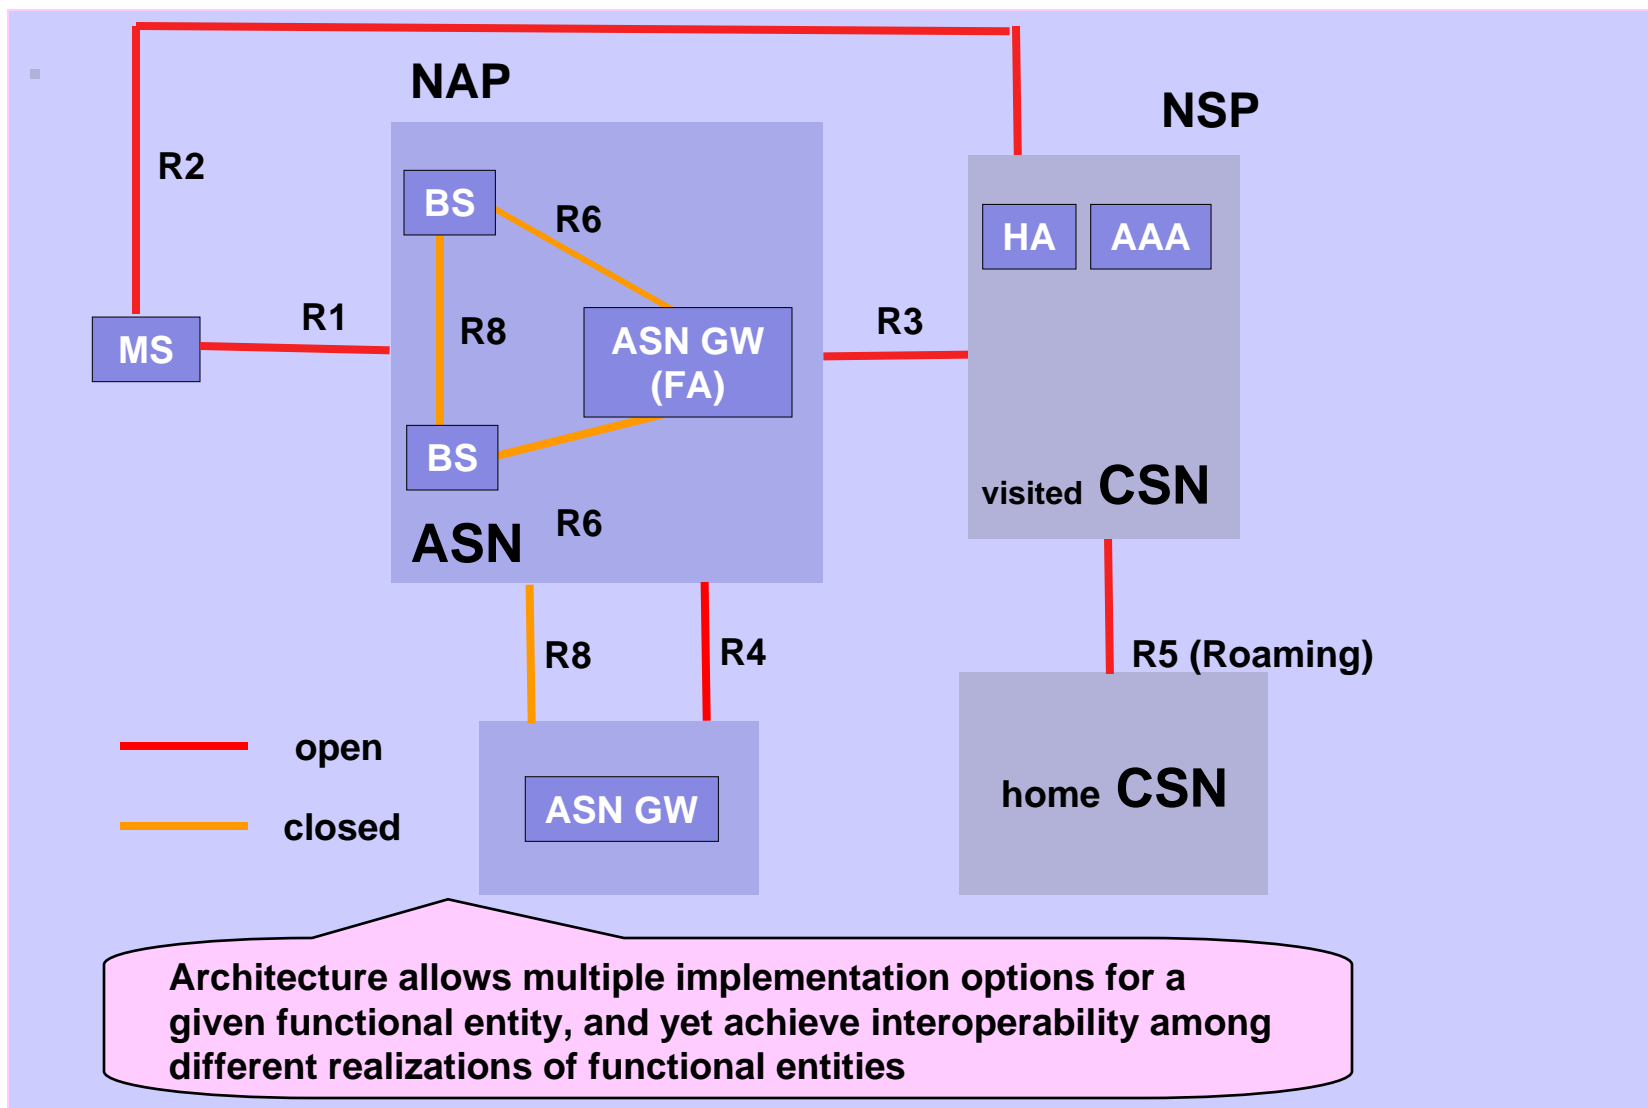 NAP
NSP
R2
BS
R6
HA
AAA
R1
R8
R3
MS
ASN GW
(FA)
BS
visited CSN
R6
ASN
R8
R4
R5 (Roaming)
open
home CSN
ASN GW
closed
Architecture allows multiple implementation options for a
given functional entity, and yet achieve interoperability among
different realizations of functional entities